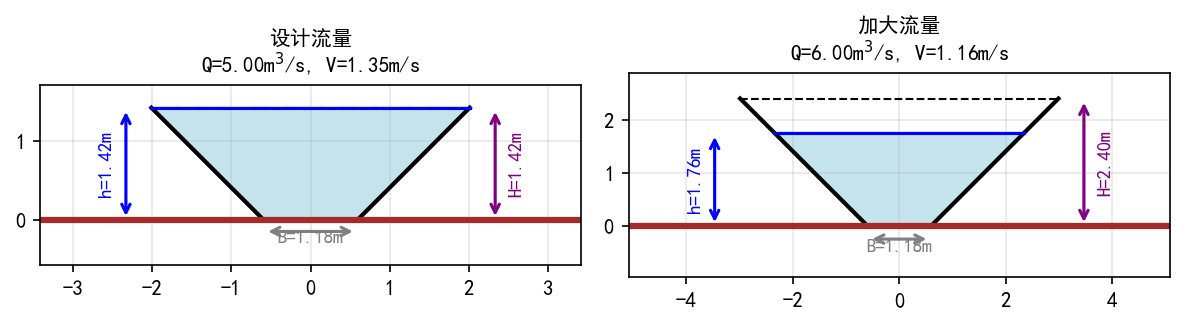 设计流量
Q=5.00m³/s, V=1.35m/s
1
0
h=1.42m
H=1.42m
B=1.18m
−3 −2 −1 0 1 2 3
加大流量
Q=6.00m³/s, V=1.16m/s
2
1
0
h=1.76m
H=2.40m
B=1.18m
−4 −2 0 2 4